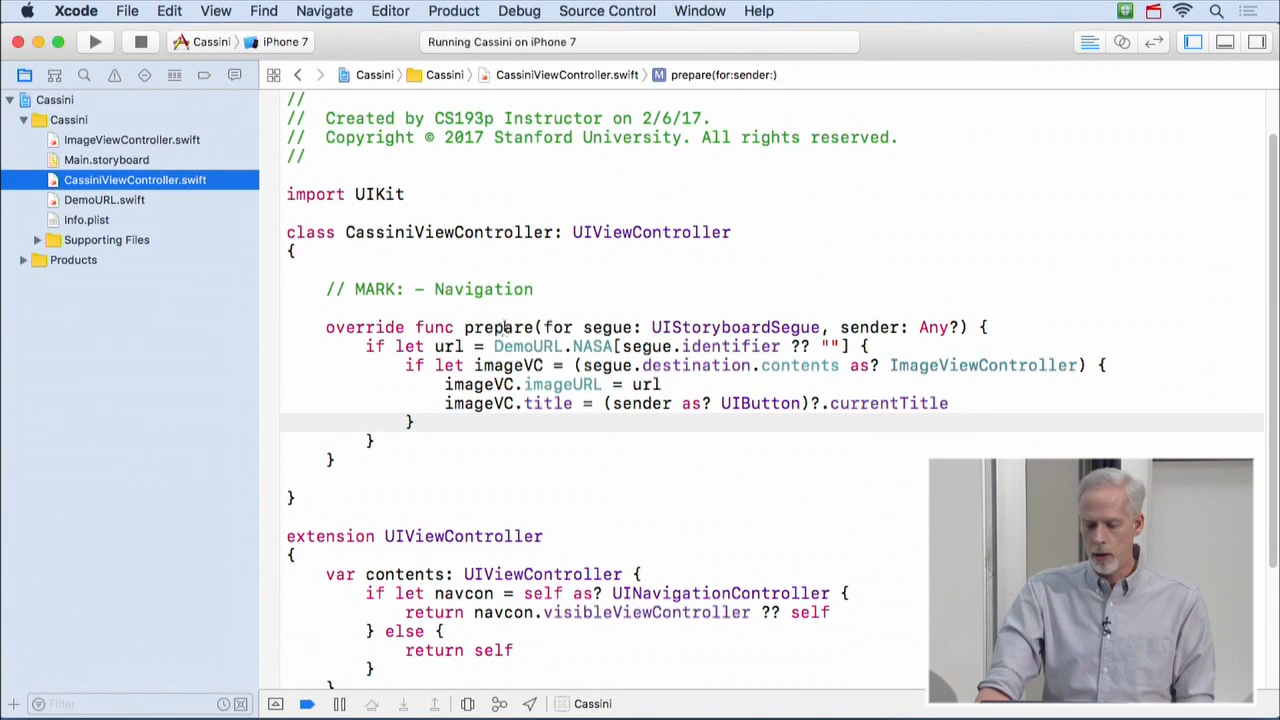 Xcode File Edit View Find Navigate Editor Product Debug Source Control Window Help
Cassini iPhone 7 Running Cassini on iPhone 7
Cassini Cassini CassiniViewController.swift M prepare(for:sender:)
Cassini
Cassini
ImageViewController.swift
Main.storyboard
CassiniViewController.swift
DemoURL.swift
Info.plist
Supporting Files
Products
//
// Created by CS193p Instructor on 2/6/17.
// Copyright © 2017 Stanford University. All rights reserved.
//
import UIKit
class CassiniViewController: UIViewController
{
// MARK: - Navigation
override func prepare(for segue: UIStoryboardSegue, sender: Any?) {
if let url = DemoURL.NASA[segue.identifier ?? ""] {
if let imageVC = (segue.destination.contents as? ImageViewController) {
imageVC.imageURL = url
imageVC.title = (sender as? UIButton)?.currentTitle
}
}
}
}
extension UIViewController
{
var contents: UIViewController {
if let navcon = self as? UINavigationController {
return navcon.visibleViewController ?? self
} else {
return self
}
}
Filter Cassini